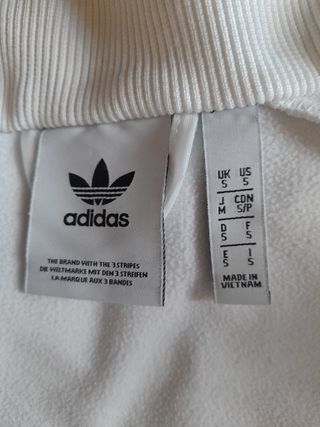 adidas
THE BRAND WITH THE 3 STRIPES
DIE WELTMARKE MIT DEN 3 STREIFEN
LA MARQUE AUX 3 BANDES
UK US
S S
J CDN
M S/P
D F
S S
E I
S S
MADE IN
VIETNAM